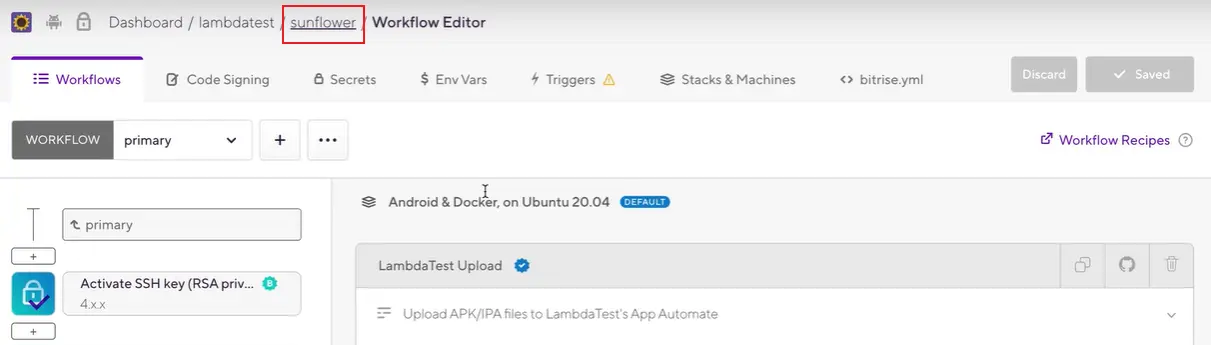 Dashboard / lambdatest / sunflower / Workflow Editor
Workflows Code Signing Secrets $ Env Vars Triggers Stacks & Machines <> bitrise.yml Discard Saved
WORKFLOW primary + ... Workflow Recipes ?
Android & Docker, on Ubuntu 20.04 DEFAULT
primary
+
LambdaTest Upload
Activate SSH key (RSA priv... B
4.x.x
Upload APK/IPA files to LambdaTest's App Automate
+